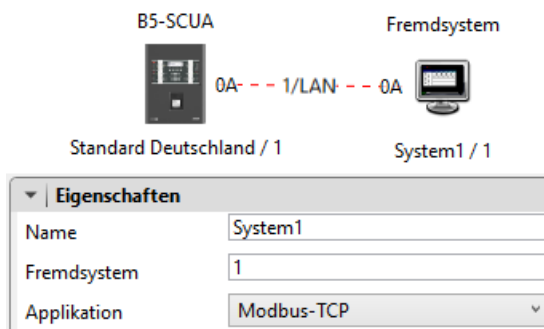 B5-SCUA
Fremdsystem
0A 1/LAN 0A
Standard Deutschland / 1
System1 / 1
Eigenschaften
Name System1
Fremdsystem 1
Applikation Modbus-TCP